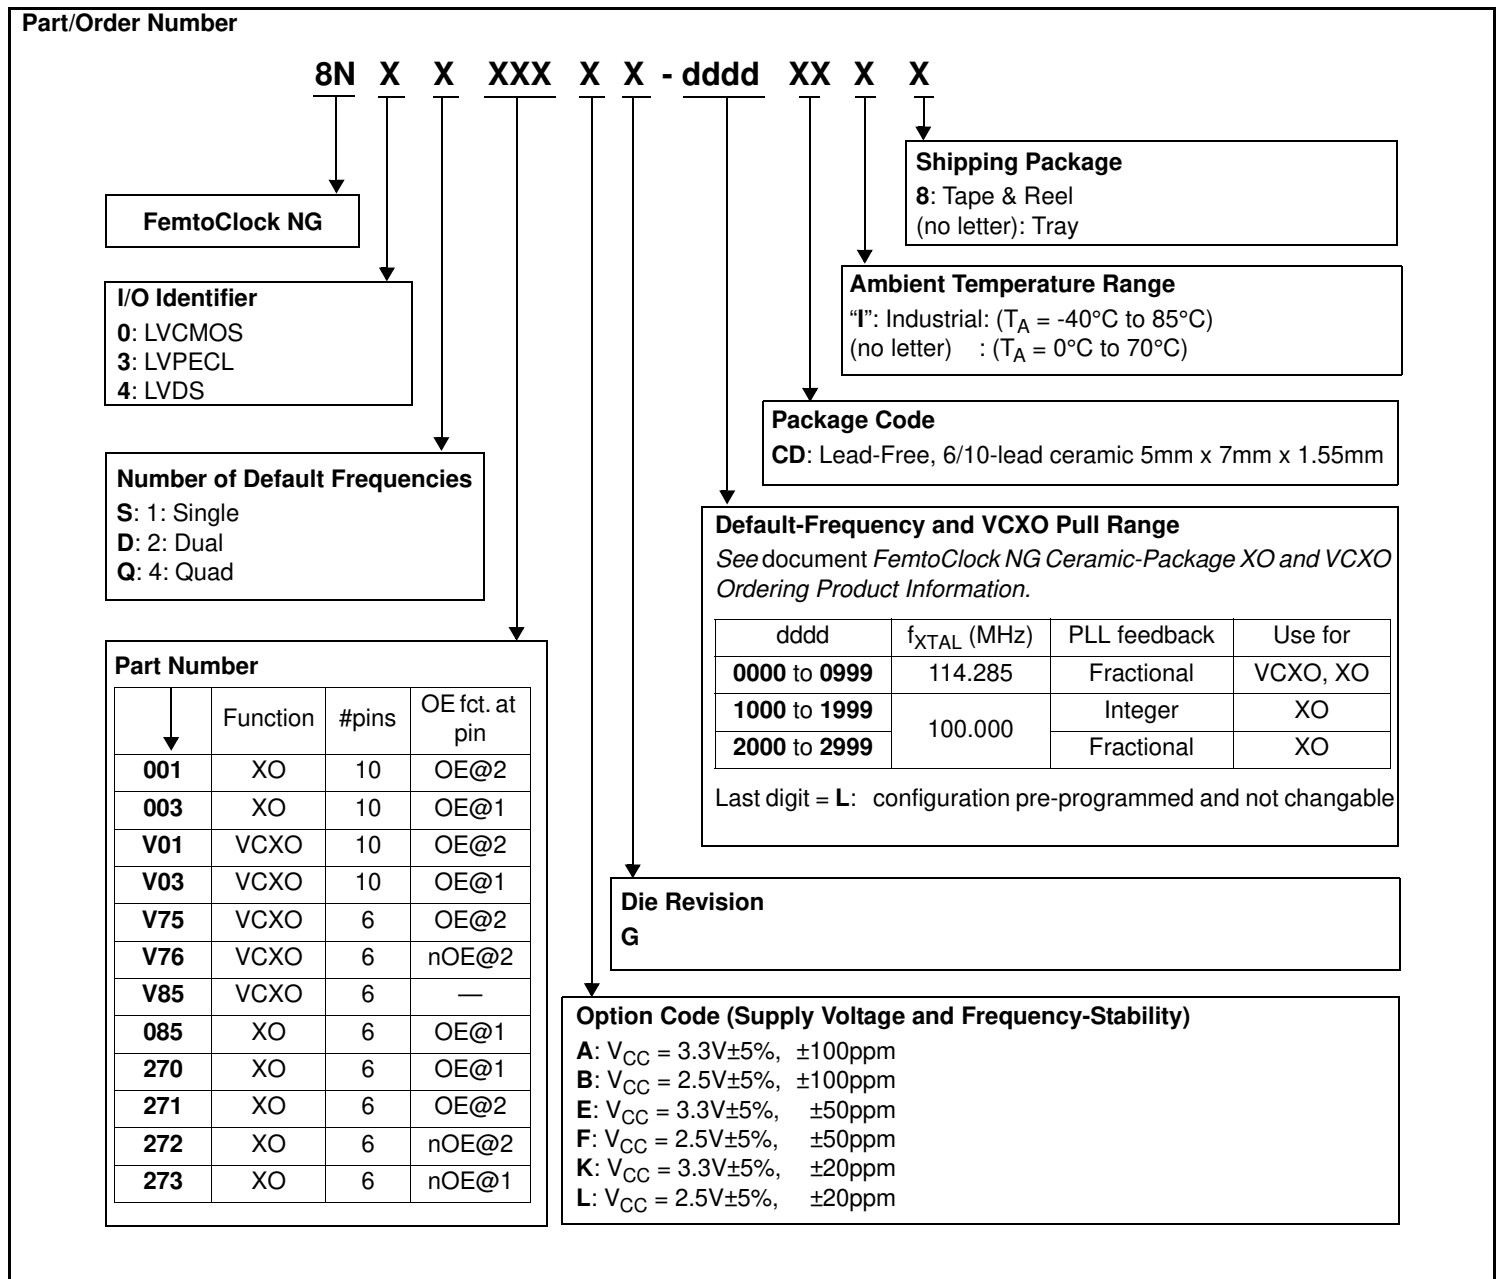 Part/Order Number
8N X X XXX X X - dddd XX X X
Shipping Package
8: Tape & Reel
(no letter): Tray
FemtoClock NG
Ambient Temperature Range
“I”: Industrial: (TA = -40°C to 85°C)
(no letter) : (TA = 0°C to 70°C)
I/O Identifier
0: LVCMOS
3: LVPECL
4: LVDS
Package Code
CD: Lead-Free, 6/10-lead ceramic 5mm x 7mm x 1.55mm
Number of Default Frequencies
S: 1: Single
D: 2: Dual
Q: 4: Quad
Default-Frequency and VCXO Pull Range
See document FemtoClock NG Ceramic-Package XO and VCXO
Ordering Product Information.
dddd fXTAL (MHz) PLL feedback Use for
0000 to 0999 114.285 Fractional VCXO, XO
1000 to 1999 100.000 Integer XO
2000 to 2999 Fractional XO
Last digit = L: configuration pre-programmed and not changable
Part Number
Function #pins OE fct. at
pin
001 XO 10 OE@2
003 XO 10 OE@1
V01 VCXO 10 OE@2
V03 VCXO 10 OE@1
V75 VCXO 6 OE@2
V76 VCXO 6 nOE@2
V85 VCXO 6 —
085 XO 6 OE@1
270 XO 6 OE@1
271 XO 6 OE@2
272 XO 6 nOE@2
273 XO 6 nOE@1
Die Revision
G
Option Code (Supply Voltage and Frequency-Stability)
A: VCC = 3.3V±5%, ±100ppm
B: VCC = 2.5V±5%, ±100ppm
E: VCC = 3.3V±5%, ±50ppm
F: VCC = 2.5V±5%, ±50ppm
K: VCC = 3.3V±5%, ±20ppm
L: VCC = 2.5V±5%, ±20ppm